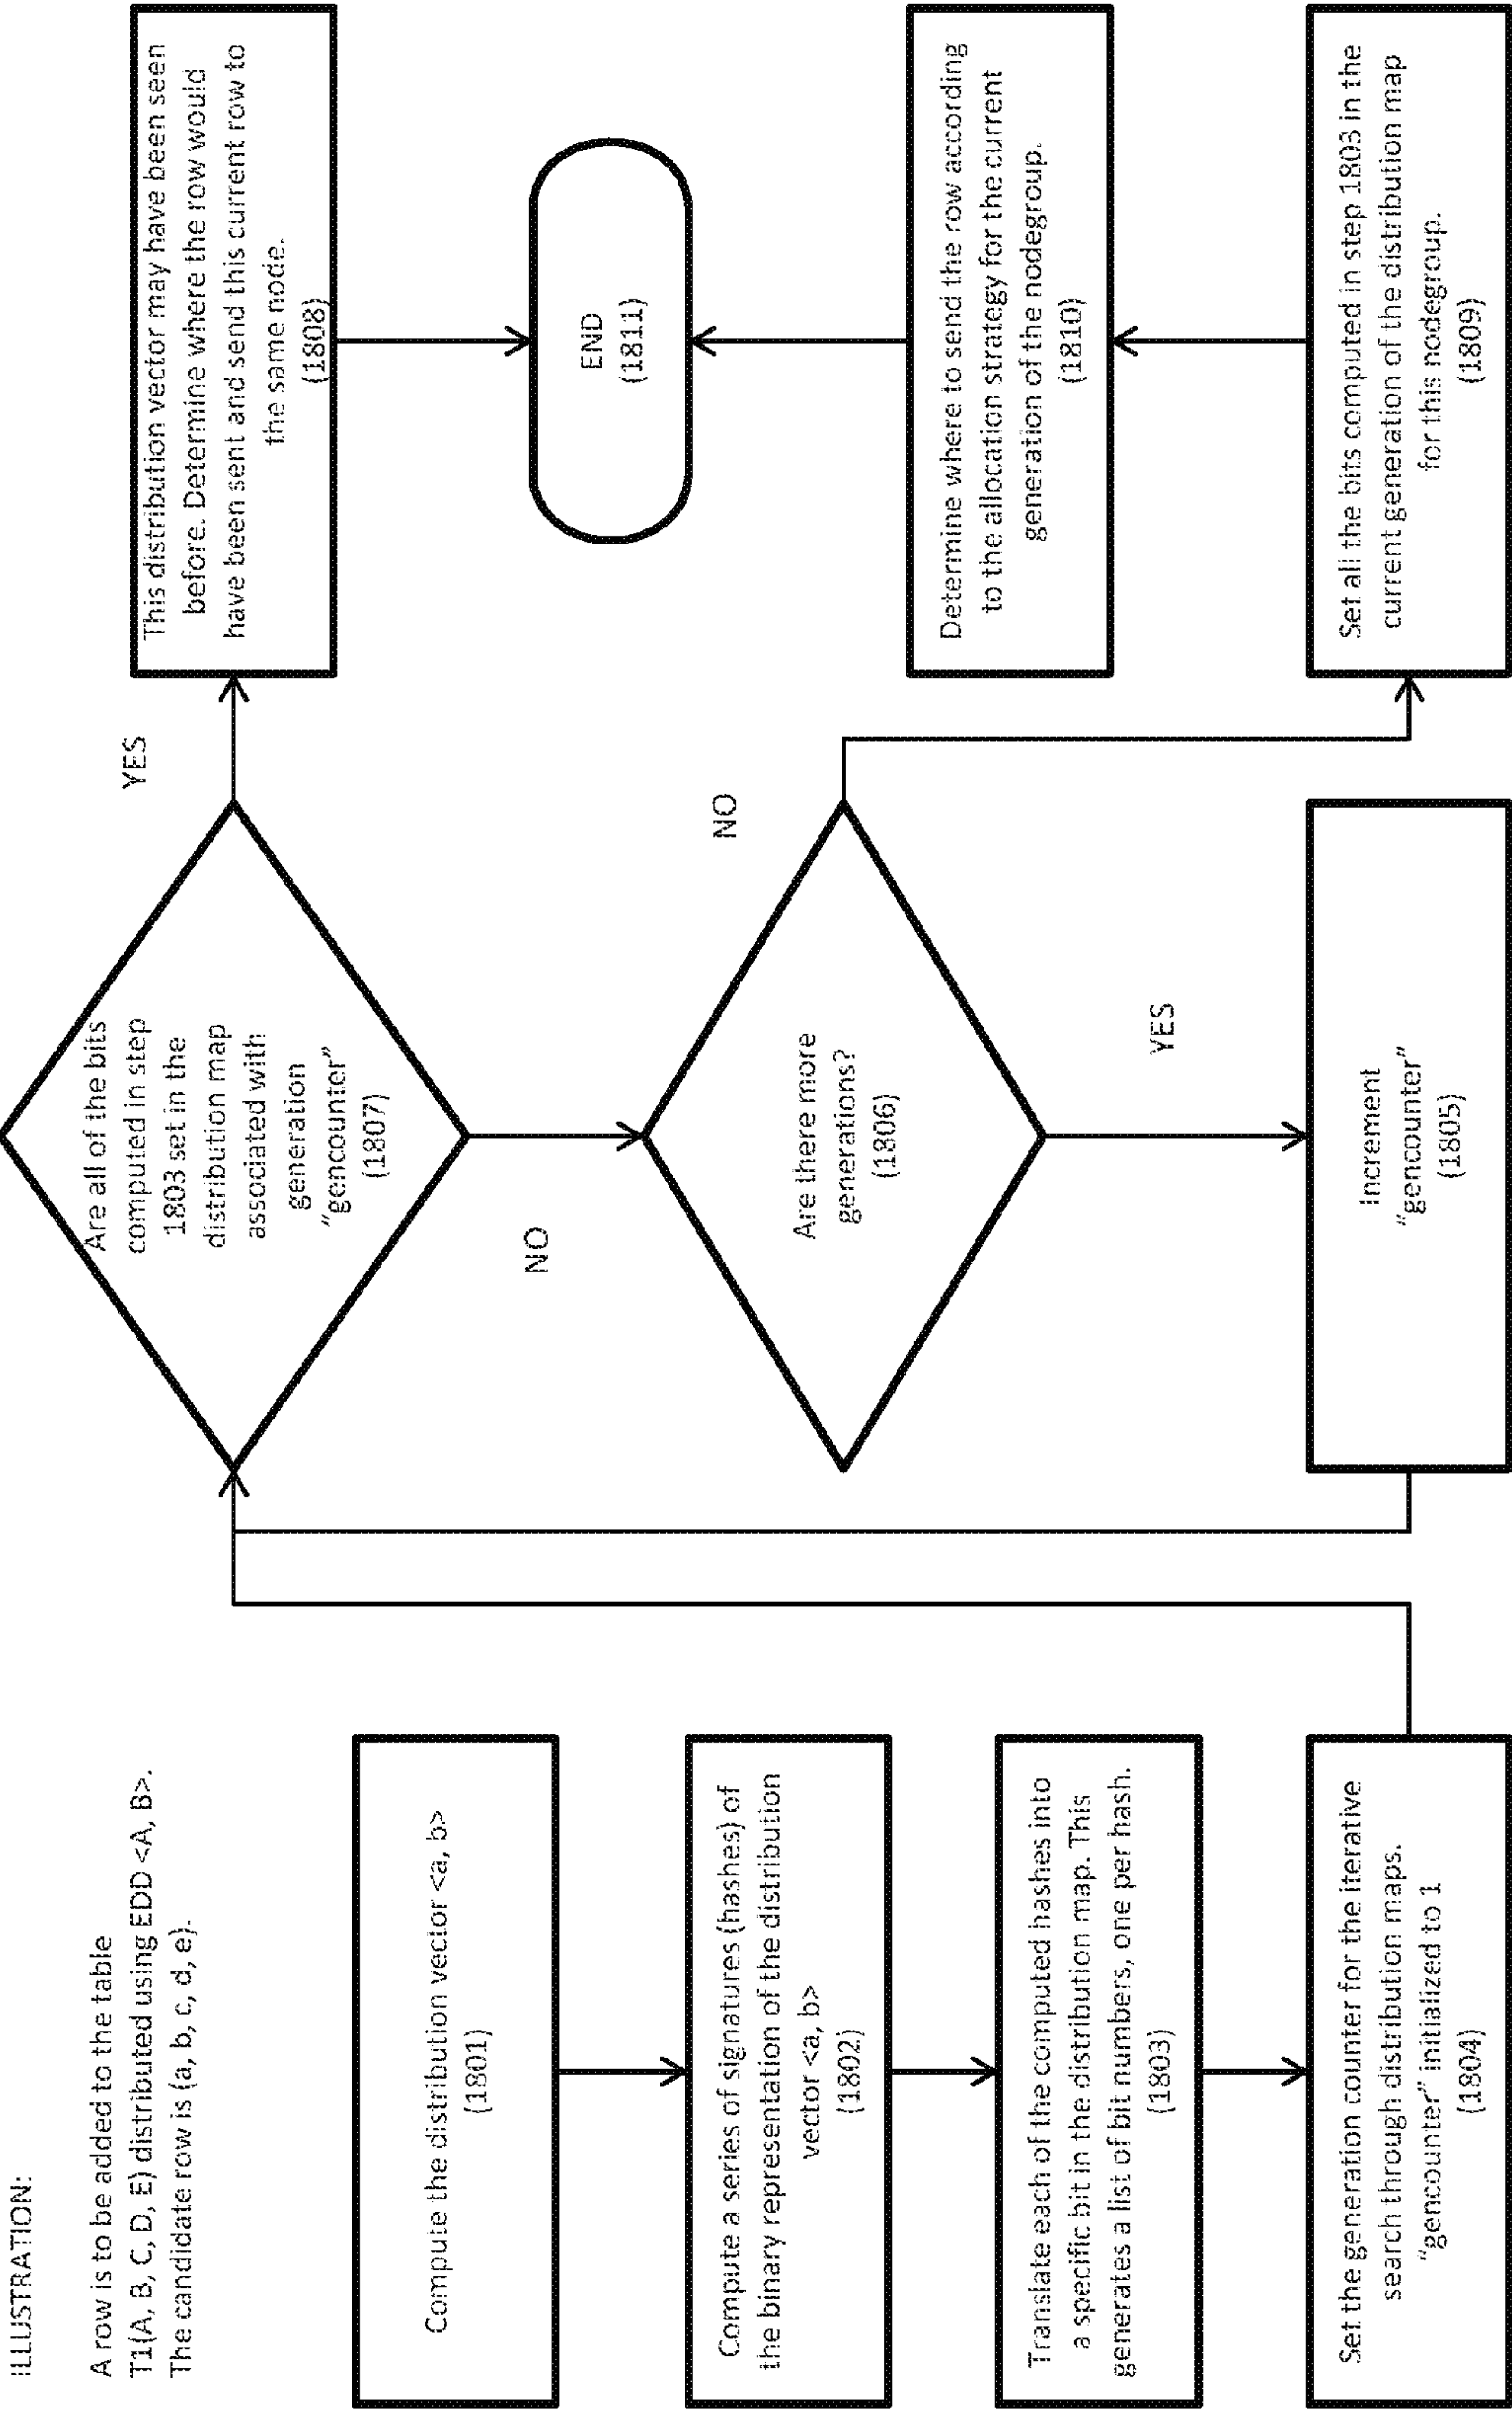 ILLUSTRATION:
A row is to be added to the table
T1(A, B, C, D, E) distributed using EDD <A, B>.
The candidate row is (a, b, c, d, e).
Compute the distribution vector <a, b>
(1801)
Compute a series of signatures (hashes) of
the binary representation of the distribution
vector <a, b>
(1802)
Translate each of the computed hashes into
a specific bit in the distribution map. This
generates a list of bit numbers, one per hash.
(1803)
Set the generation counter for the iterative
search through distribution maps.
"gencounter" initialized to 1
(1804)
Are all of the bits
computed in step
1803 set in the
distribution map
associated with
generation
"gencounter"
(1807)
YES
NO
Are there more
generations?
(1806)
NO
YES
Increment
"gencounter"
(1805)
This distribution vector may have been seen
before. Determine where the row would
have been sent and send this current row to
the same node.
(1808)
END
(1811)
Determine where to send the row according
to the allocation strategy for the current
generation of the nodegroup.
(1810)
Set all the bits computed in step 1803 in the
current generation of the distribution map
for this nodegroup.
(1809)